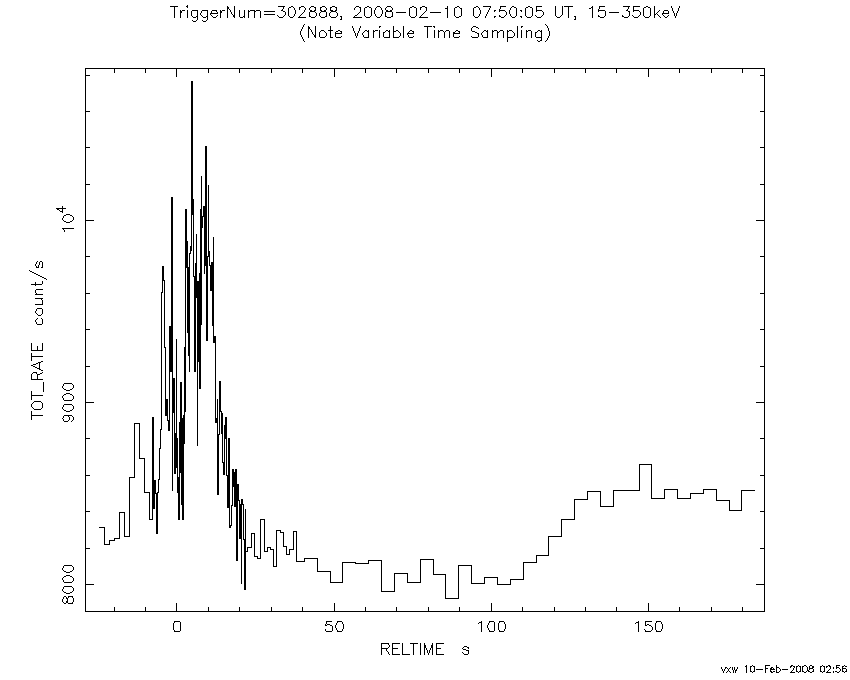 TriggerNum=302888, 2008-02-10 07:50:05 UT, 15-350keV
(Note Variable Time Sampling)
TOT_RATE count/s
10⁴
9000
8000
0 50 100 150
RELTIME s
vxw 10-Feb-2008 02:56